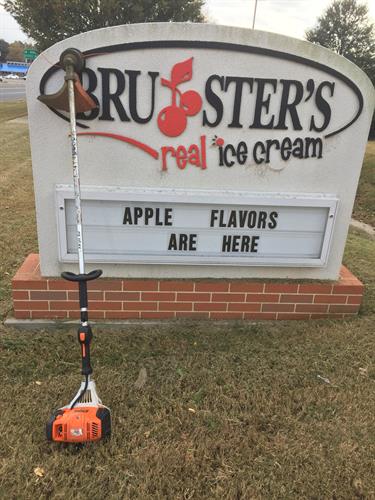 BRUSTER'S
real ice cream
APPLE FLAVORS
ARE HERE